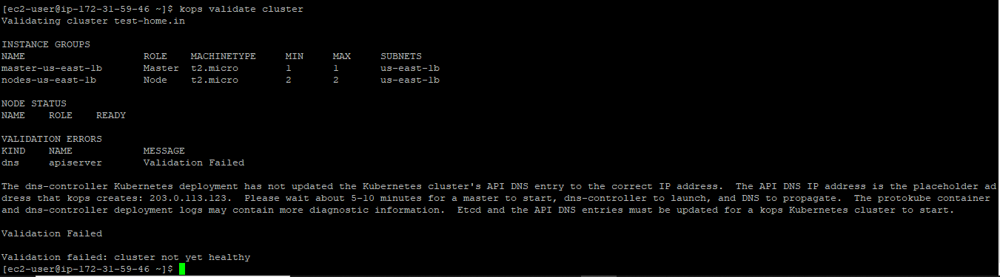 [ec2-user@ip-172-31-59-46 ~]$ kops validate cluster
Validating cluster test-home.in
INSTANCE GROUPS
NAME                    ROLE    MACHINETYPE     MIN     MAX     SUBNETS
master-us-east-1b       Master  t2.micro        1       1       us-east-1b
nodes-us-east-1b        Node    t2.micro        2       2       us-east-1b
NODE STATUS
NAME    ROLE    READY
VALIDATION ERRORS
KIND    NAME            MESSAGE
dns     apiserver       Validation Failed
The dns-controller Kubernetes deployment has not updated the Kubernetes cluster's API DNS entry to the correct IP address.  The API DNS IP address is the placeholder ad
dress that kops creates: 203.0.113.123.  Please wait about 5-10 minutes for a master to start, dns-controller to launch, and DNS to propagate.  The protokube container
and dns-controller deployment logs may contain more diagnostic information.  Etcd and the API DNS entries must be updated for a kops Kubernetes cluster to start.
Validation Failed
Validation failed: cluster not yet healthy
[ec2-user@ip-172-31-59-46 ~]$